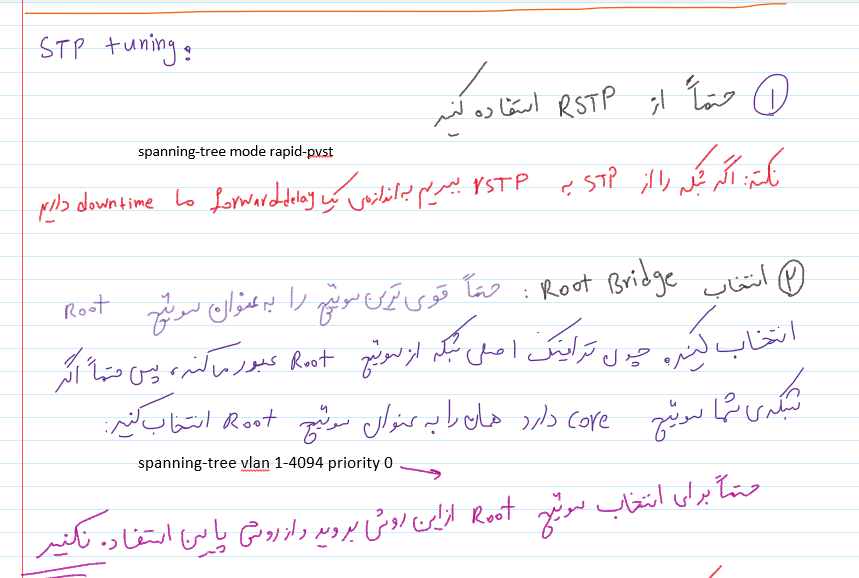 STP tuning:
① حتماً از RSTP استفاده کنید
spanning-tree mode rapid-pvst
نکته: اگر شبکه را از STP به rSTP ببریم به اندازه‌ی یک forward delay ما downtime داریم
② انتخاب Root Bridge : حتماً قوی ترین سوئیچ را به عنوان سوئیچ Root
انتخاب کنید. چون ترافیک اصلی شبکه از سوئیچ Root عبور میکند، پس حتماً اگر
شبکه‌ی شما سوئیچ core دارد همان را به عنوان سوئیچ Root انتخاب کنید:
spanning-tree vlan 1-4094 priority 0
حتماً برای انتخاب سوئیچ Root از این روش بروید و از روش پایین استفاده نکنید